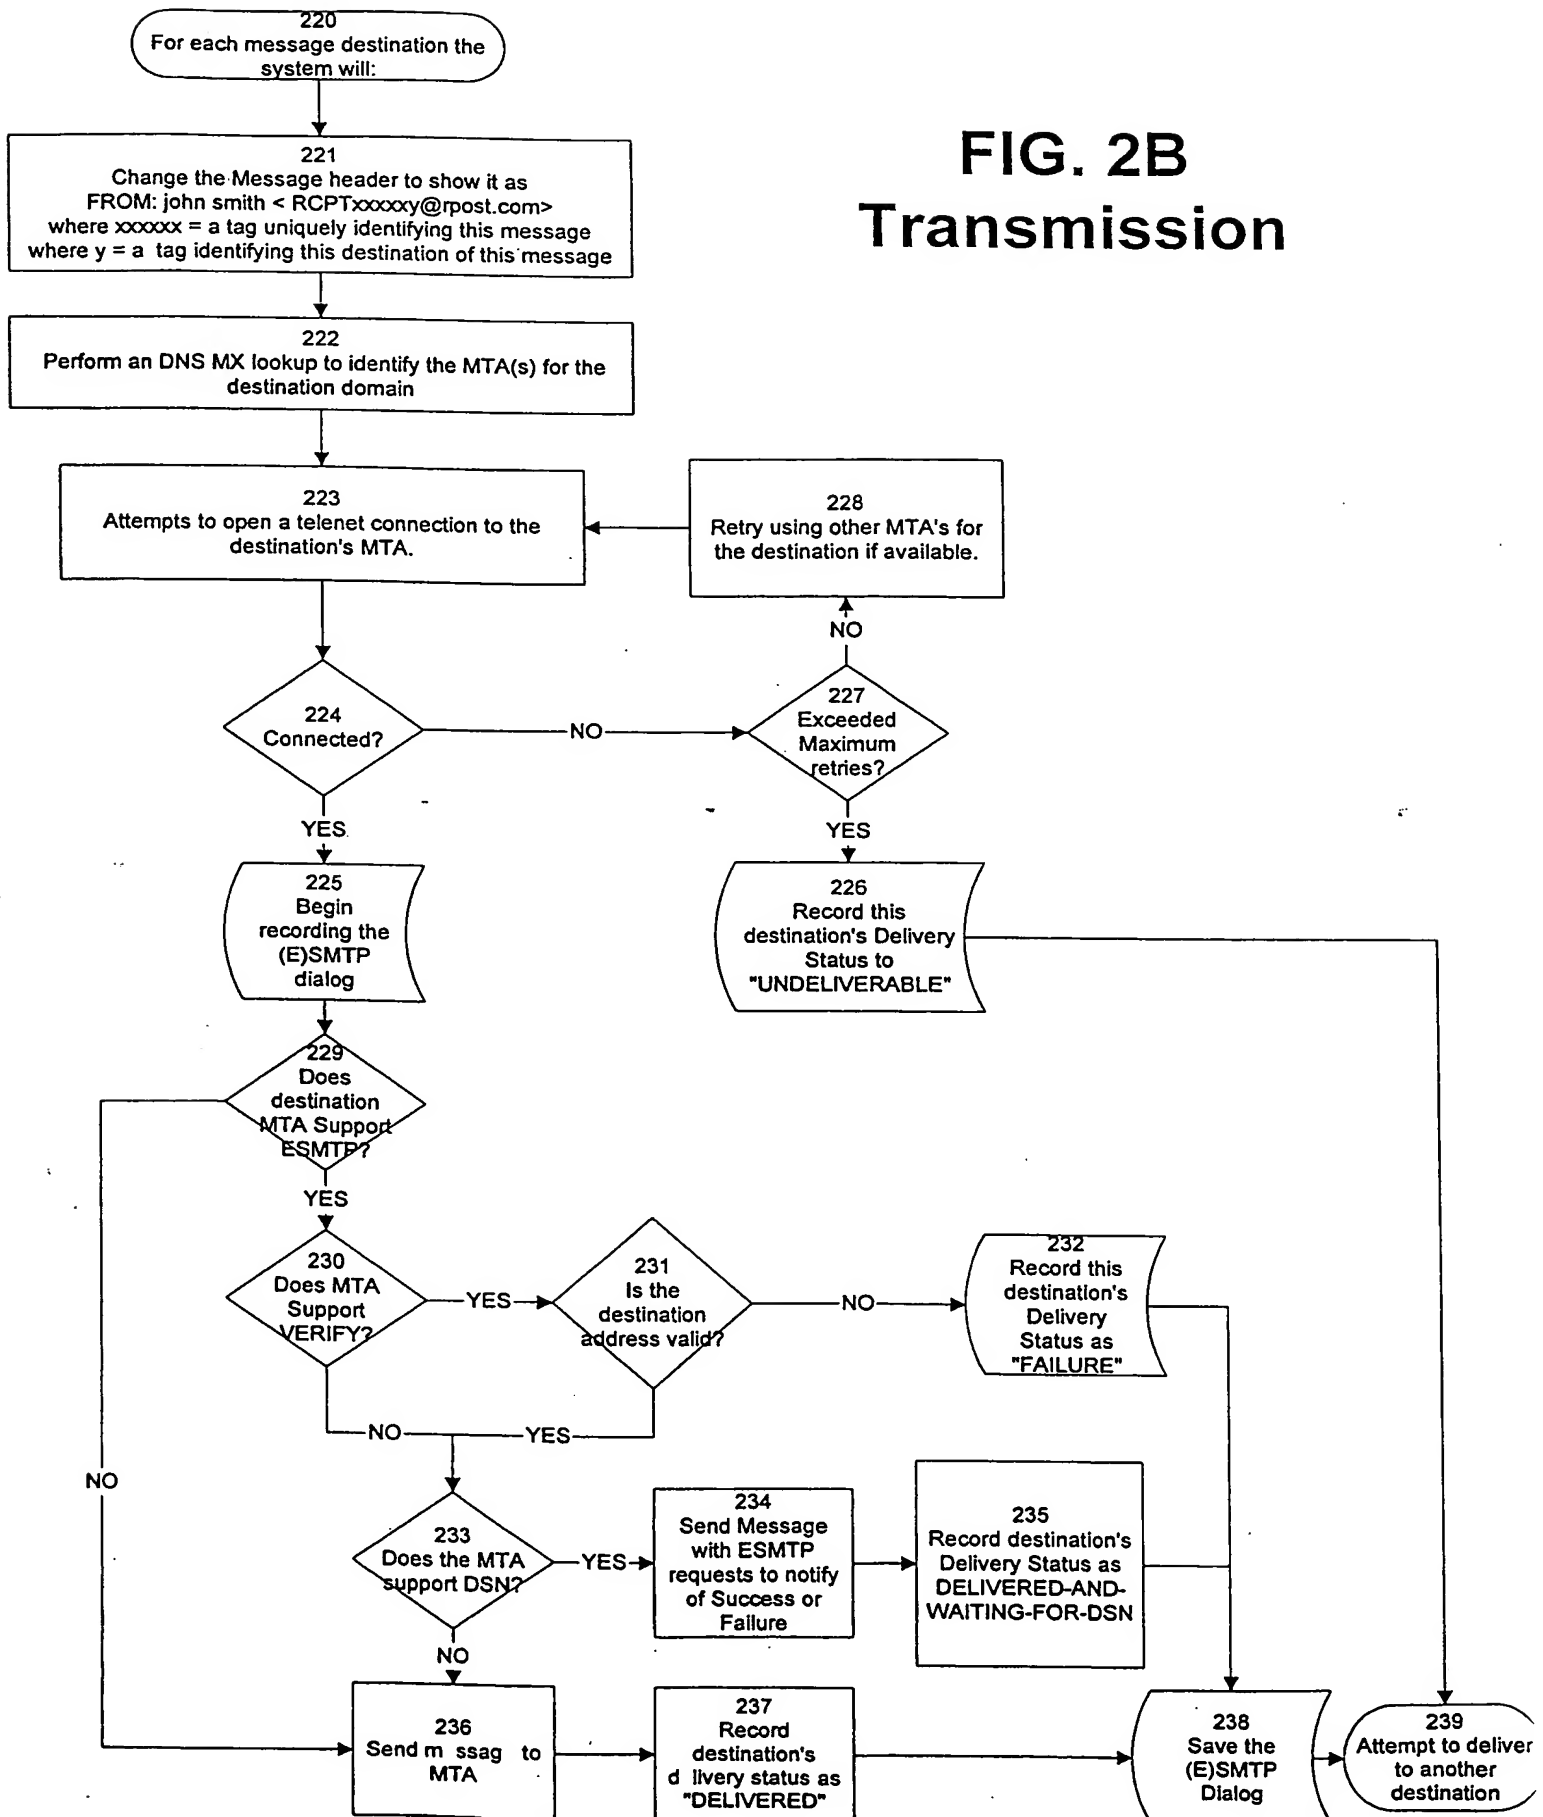 220
For each message destination the
system will:
FIG. 2B
Transmission
221
Change the Message header to show it as
FROM: john smith < RCPTxxxxxy@rpost.com>
where xxxxxx = a tag uniquely identifying this message
where y = a tag identifying this destination of this message
222
Perform an DNS MX lookup to identify the MTA(s) for the
destination domain
223
Attempts to open a telenet connection to the
destination's MTA.
228
Retry using other MTA's for
the destination if available.
NO
224
Connected?
NO
227
Exceeded
Maximum
retries?
YES
YES
225
Begin
recording the
(E)SMTP
dialog
226
Record this
destination's Delivery
Status to
"UNDELIVERABLE"
229
Does
destination
MTA Support
ESMTP?
YES
230
Does MTA
Support
VERIFY?
YES
231
Is the
destination
address valid?
NO
232
Record this
destination's
Delivery
Status as
"FAILURE"
NO
YES
NO
233
Does the MTA
support DSN?
YES
234
Send Message
with ESMTP
requests to notify
of Success or
Failure
235
Record destination's
Delivery Status as
DELIVERED-AND-
WAITING-FOR-DSN
NO
236
Send m ssag to
MTA
237
Record
destination's
d livery status as
"DELIVERED"
238
Save the
(E)SMTP
Dialog
239
Attempt to deliver
to another
destination